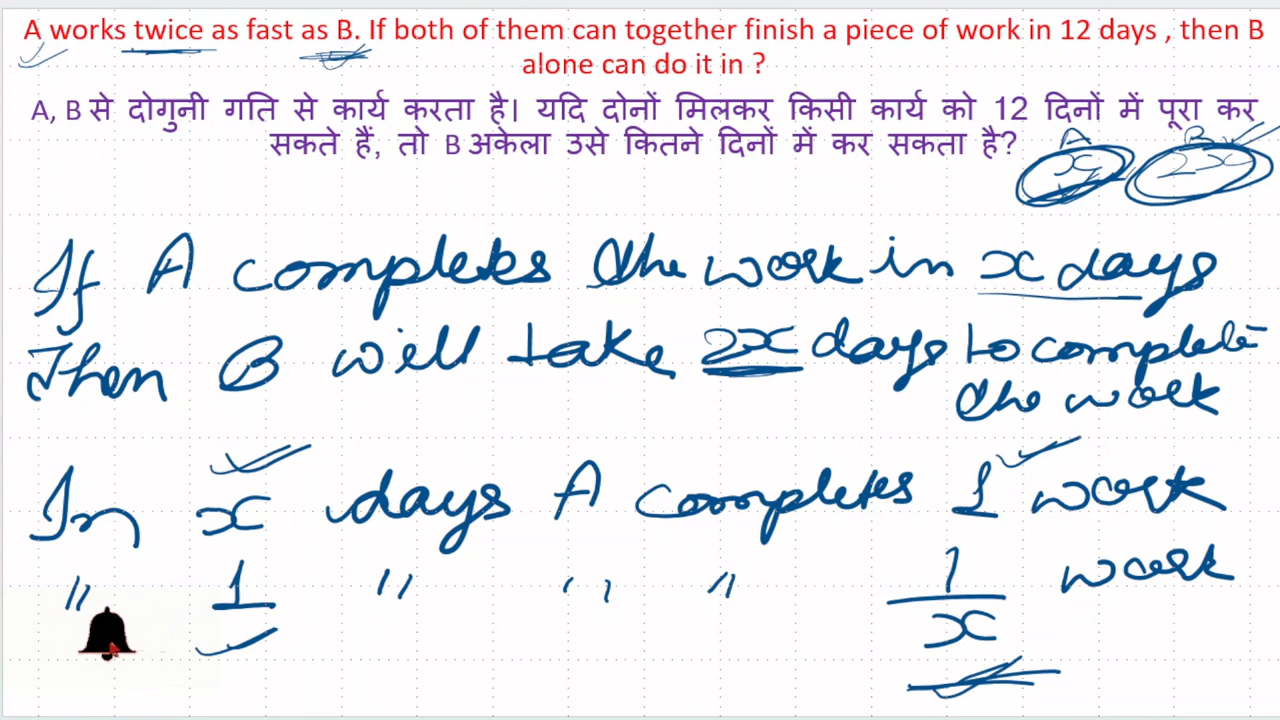 A works twice as fast as B. If both of them can together finish a piece of work in 12 days , then B
alone can do it in ?
A, B से दोगुनी गति से कार्य करता है। यदि दोनों मिलकर किसी कार्य को 12 दिनों में पूरा कर
सकते हैं, तो B अकेला उसे कितने दिनों में कर सकता है?
A B
x 2x
If A completes the work in x days
Then B will take 2x days to complete
the work
In x days A completes 1 work
" 1 " " " 1/x work